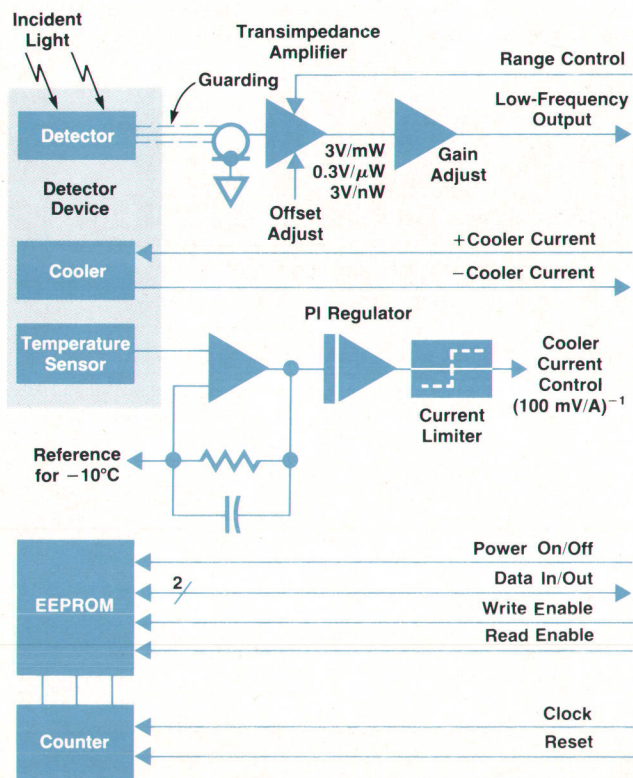 Incident
Light
Transimpedance
Amplifier
Guarding
Range Control
Low-Frequency
Output
Detector
3V/mW
0.3V/μW
3V/nW
Gain
Adjust
Detector
Device
Offset
Adjust
+Cooler Current
Cooler
−Cooler Current
PI Regulator
Temperature
Sensor
Cooler
Current
Control
(100 mV/A)⁻¹
Current
Limiter
Reference
for −10°C
Power On/Off
2
Data In/Out
EEPROM
Write Enable
Read Enable
Clock
Counter
Reset